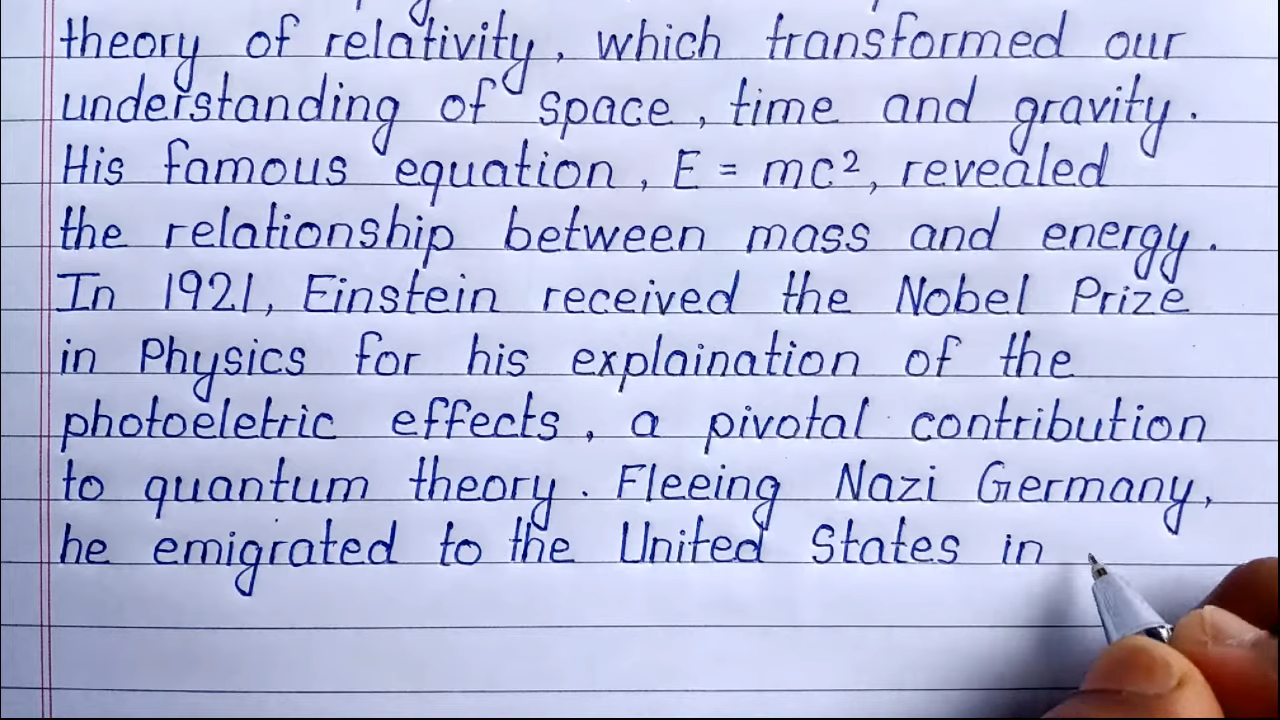 theory of relativity, which transformed our
understanding of space, time and gravity.
His famous equation, E = mc², revealed
the relationship between mass and energy.
In 1921, Einstein received the Nobel Prize
in Physics for his explaination of the
photoeletric effects, a pivotal contribution
to quantum theory. Fleeing Nazi Germany,
he emigrated to the United States in